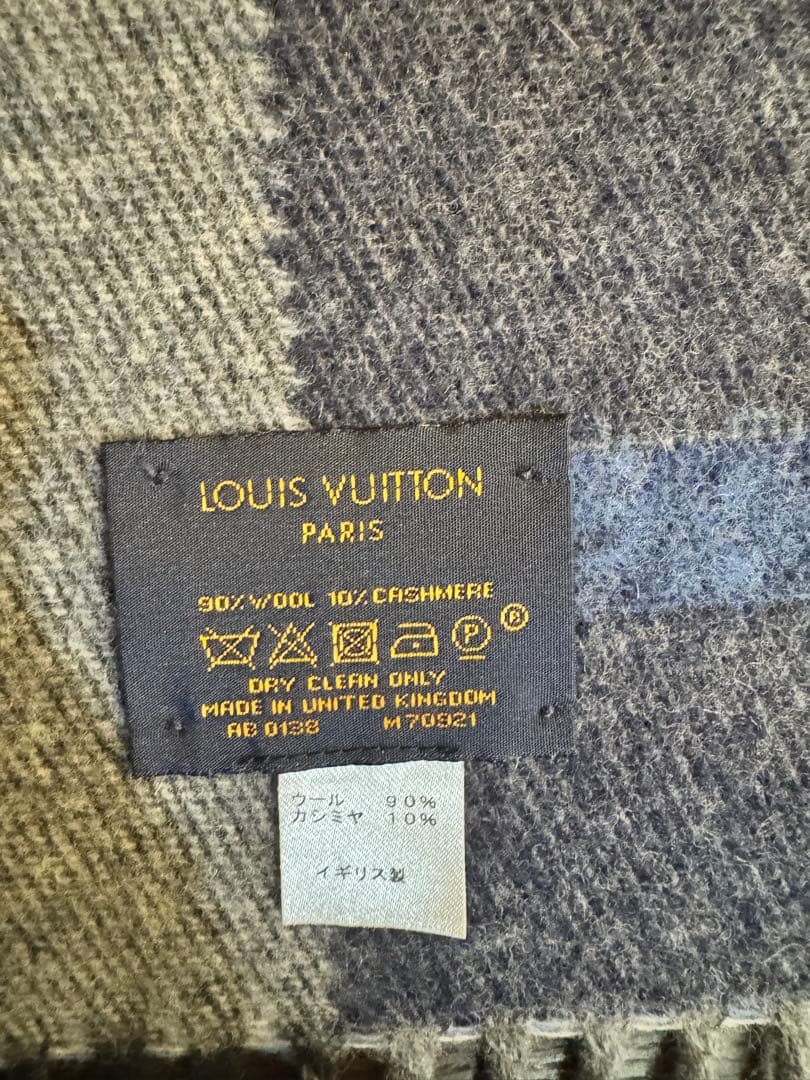 LOUIS VUITTON
PARIS
90% WOOL 10% CASHMERE
P
®
DRY CLEAN ONLY
MADE IN UNITED KINGDOM
AB 0138 M70921
ウール 90%
カシミヤ 10%
イギリス製